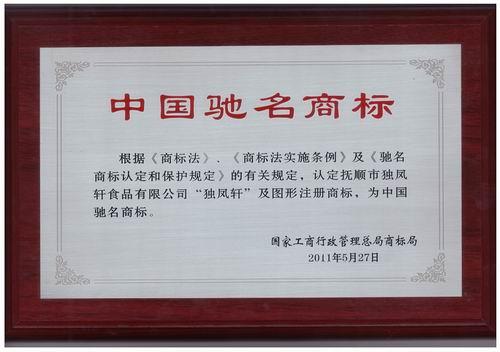 中国驰名商标
根据《商标法》、《商标法实施条例》及《驰名
商标认定和保护规定》的有关规定，认定抚顺市独凤
轩食品有限公司“独凤轩”及图形注册商标，为中国
驰名商标。
国家工商行政管理总局商标局
2011年5月27日